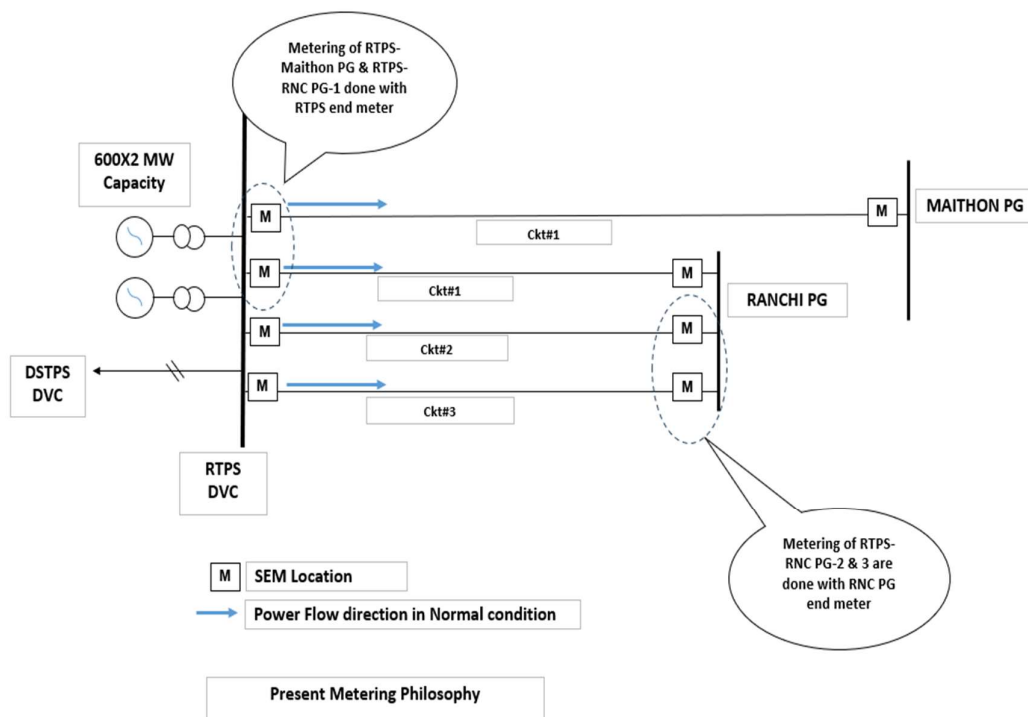 Metering of RTPS-
Maithon PG & RTPS-
RNC PG-1 done with
RTPS end meter
600X2 MW
Capacity
M
M
MAITHON PG
Ckt#1
M
M
Ckt#1
RANCHI PG
M
M
Ckt#2
DSTPS
DVC
M
M
Ckt#3
RTPS
DVC
Metering of RTPS-
RNC PG-2 & 3 are
done with RNC PG
end meter
M
SEM Location
Power Flow direction in Normal condition
Present Metering Philosophy